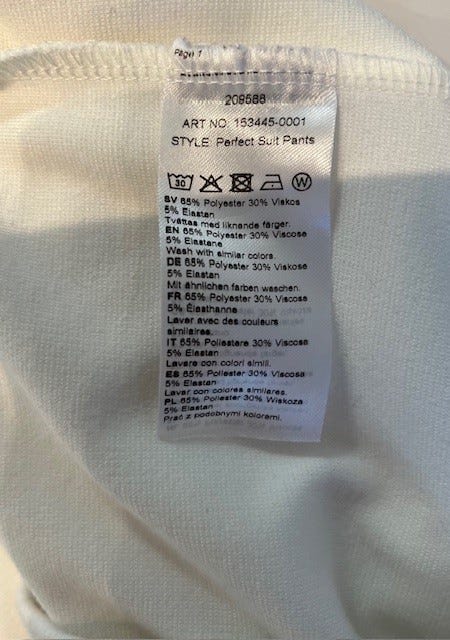 Page 1
209588
ART NO: 153445-0001
STYLE: Perfect Suit Pants
30 W
SV 65% Polyester 30% Viskos
5% Elastan
Tvättas med liknande färger.
EN 65% Polyester 30% Viscose
5% Elastane
Wash with similar colors.
DE 65% Polyester 30% Viskose
5% Elastan
Mit ähnlichen farben waschen.
FR 65% Polyester 30% Viscose
5% Élasthanne
Laver avec des couleurs
similaires.
IT 65% Poliestere 30% Viscosa
5% Elastan
Lavare con colori simili.
ES 65% Poliester 30% Viscosa
5% Elastan
Lavar con colores similares.
PL 65% Poliester 30% Wiskoza
5% Elastan
Prać z podobnymi kolorami.